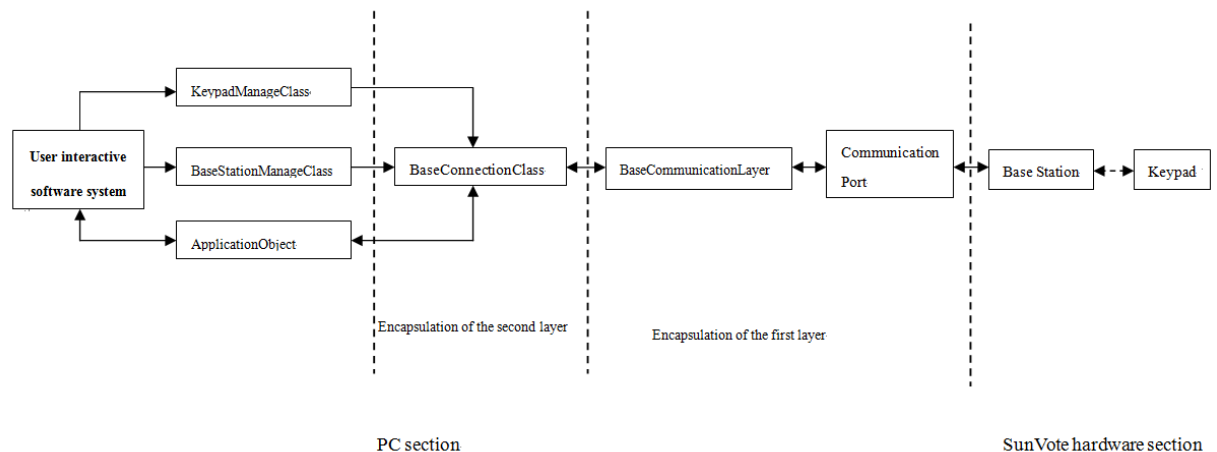 KeypadManageClass
User interactive
software system
BaseStationManageClass
ApplicationObject
BaseConnectionClass
BaseCommunicationLayer
Communication
Port
Base Station
Keypad
Encapsulation of the second layer
Encapsulation of the first layer
PC section
SunVote hardware section